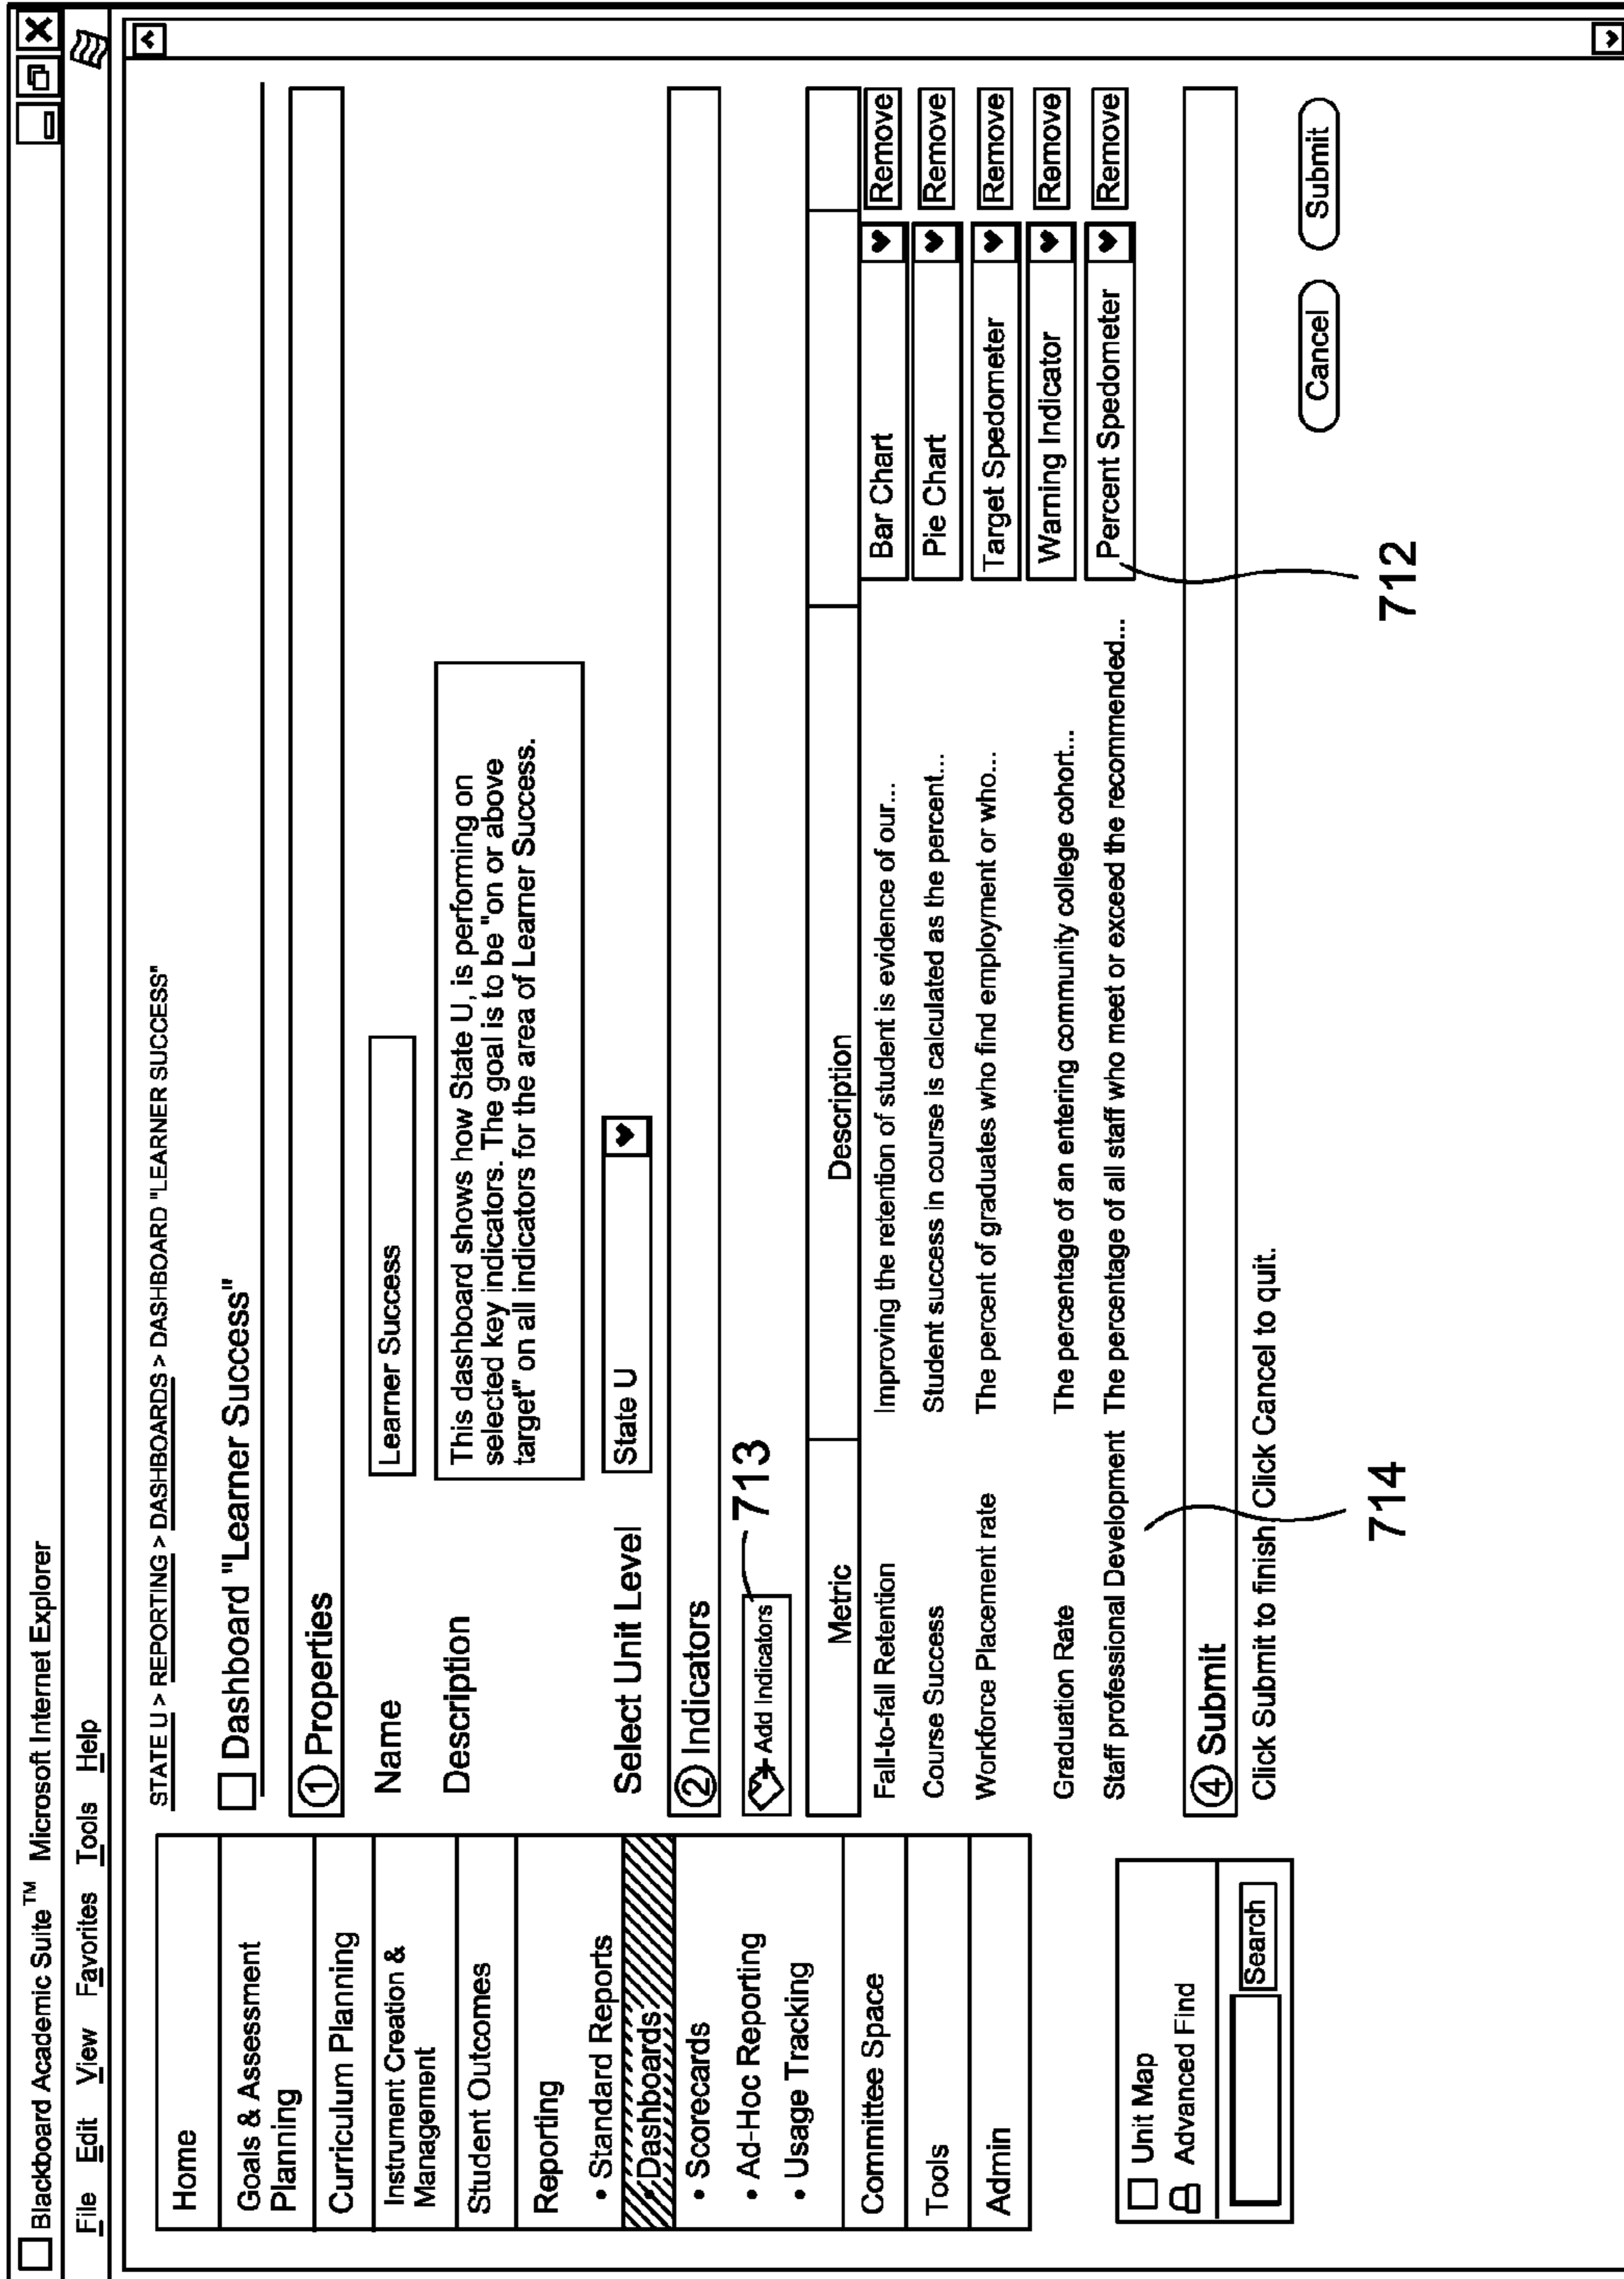 Blackboard Academic Suite™ Microsoft Internet Explorer
File Edit View Favorites Tools Help
Home
Goals & Assessment
Planning
Curriculum Planning
Instrument Creation &
Management
Student Outcomes
Reporting
• Standard Reports
• Dashboards
• Scorecards
• Ad-Hoc Reporting
• Usage Tracking
Committee Space
Tools
Admin
Unit Map
Advanced Find
Search
STATE U > REPORTING > DASHBOARDS > DASHBOARD "LEARNER SUCCESS"
Dashboard "Learner Success"
1 Properties
Name Learner Success
Description This dashboard shows how State U, is performing on
selected key indicators. The goal is to be "on or above
target" on all indicators for the area of Learner Success.
Select Unit Level State U
2 Indicators
Add Indicators 713
Metric Description
Fall-to-fall Retention Improving the retention of student is evidence of our... Bar Chart Remove
Course Success Student success in course is calculated as the percent... Pie Chart Remove
Workforce Placement rate The percent of graduates who find employment or who... Target Spedometer Remove
Graduation Rate The percentage of an entering community college cohort... Warning Indicator Remove
Staff professional Development The percentage of all staff who meet or exceed the recommended... Percent Spedometer Remove
4 Submit
Click Submit to finish. Click Cancel to quit.
Cancel Submit
714 712